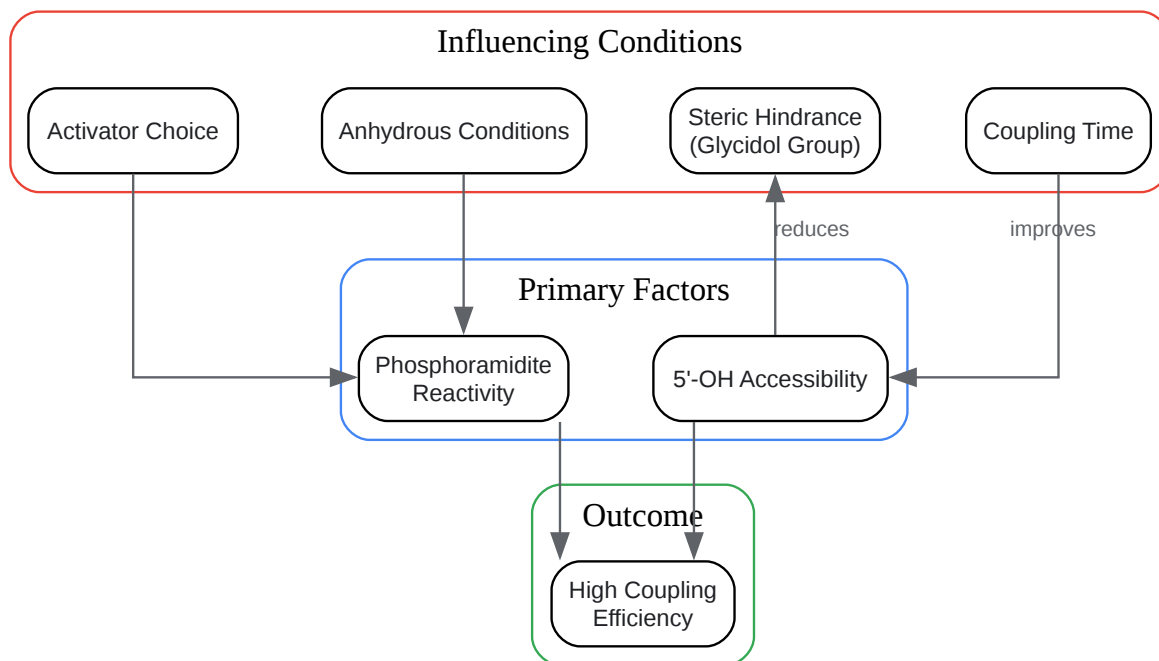 Influencing Conditions
Activator Choice
Anhydrous Conditions
Steric Hindrance
(Glycidol Group)
Coupling Time
reduces
improves
Primary Factors
Phosphoramidite
Reactivity
5'-OH Accessibility
Outcome
High Coupling
Efficiency